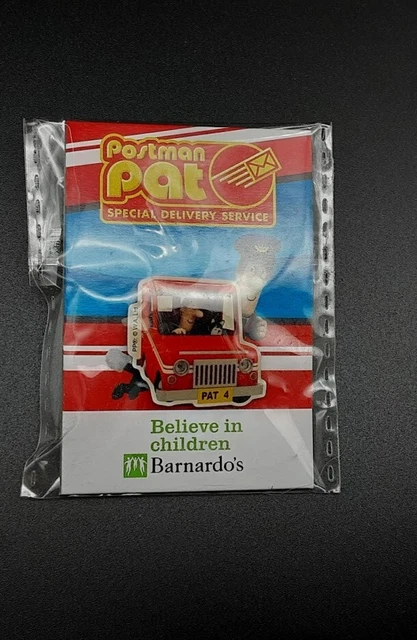 Postman
Pat
SPECIAL DELIVERY SERVICE
PAT 4
Believe in
children
Barnardo's